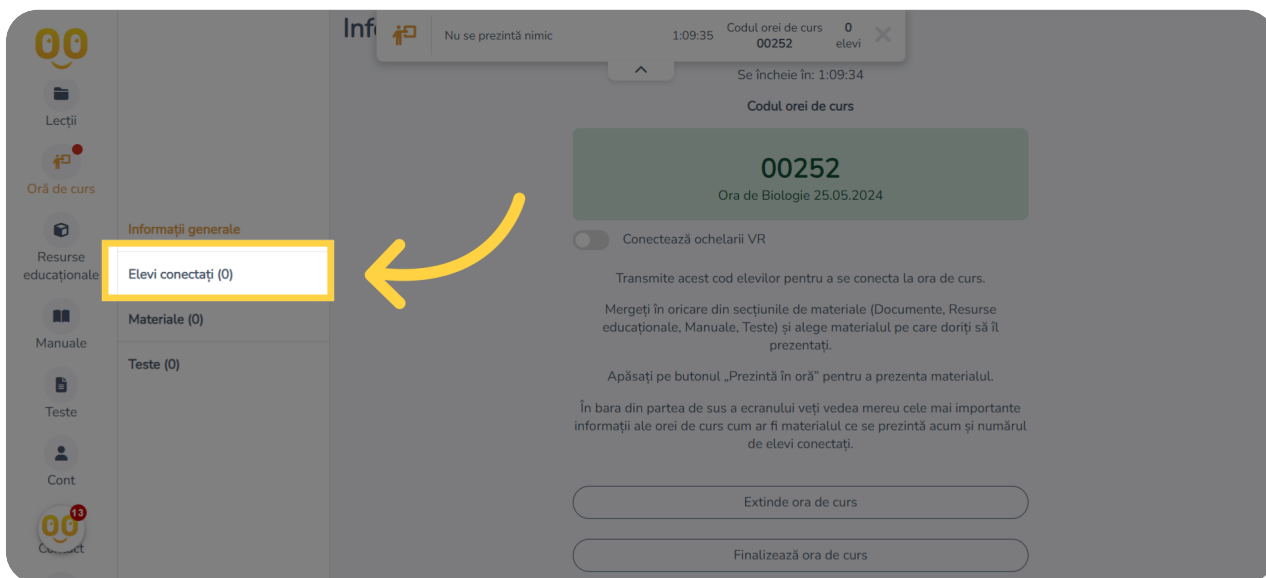 Nu se prezintă nimic
1:09:35
Codul orei de curs
00252
0
elevi
Lecții
Oră de curs
Resurse
educaționale
Manuale
Teste
Cont
13
Informații generale
Elevi conectați (0)
Materiale (0)
Teste (0)
Se încheie în: 1:09:34
Codul orei de curs
00252
Ora de Biologie 25.05.2024
Conectează ochelarii VR
Transmite acest cod elevilor pentru a se conecta la ora de curs.
Mergeți în oricare din secțiunile de materiale (Documente, Resurse
educaționale, Manuale, Teste) și alege materialul pe care doriți să îl
prezentați.
Apăsați pe butonul „Prezintă în oră” pentru a prezenta materialul.
În bara din partea de sus a ecranului veți vedea mereu cele mai importante
informații ale orei de curs cum ar fi materialul ce se prezintă acum și numărul
de elevi conectați.
Extinde ora de curs
Finalizează ora de curs